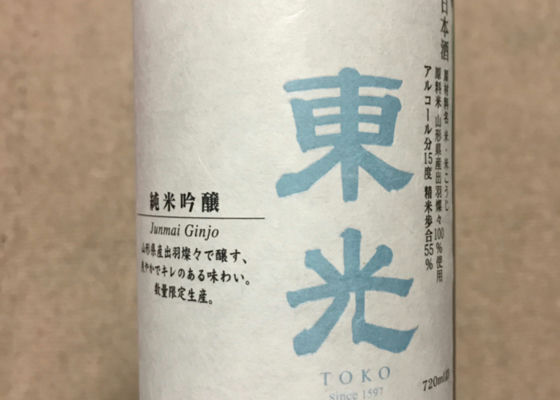 日本酒
原材料名 米・米こうじ
原料米 山形県産出羽燦々100%使用
アルコール分15度 精米歩合55%
東光
TOKO
Since 1597
純米吟醸
Junmai Ginjo
山形県産出羽燦々で醸す、
爽やかでキレのある味わい。
数量限定生産。
720ml